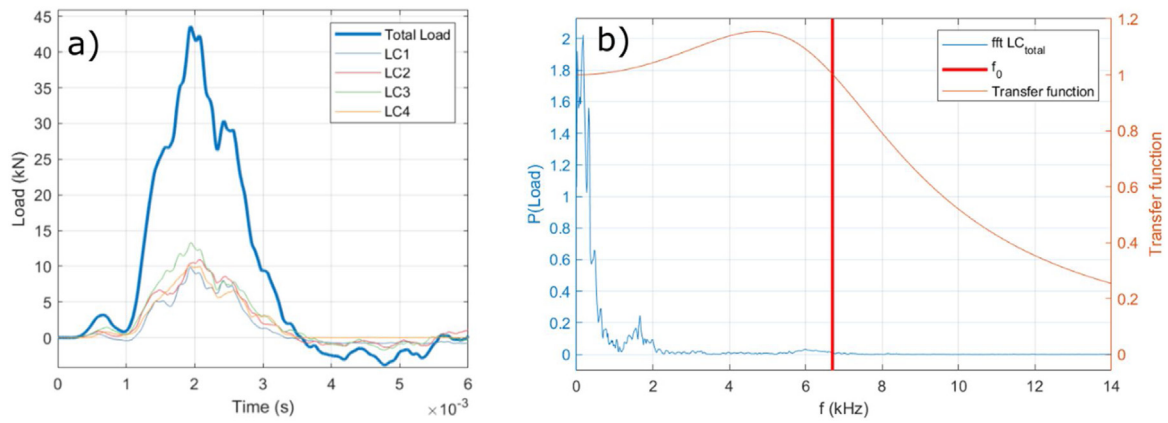 a)
Total Load
LC1
LC2
LC3
LC4
45
40
35
30
25
20
15
10
5
0
Load (kN)
0 1 2 3 4 5 6
Time (s)
×10⁻³
b)
fft LCtotal
f0
Transfer function
2
1.8
1.6
1.4
1.2
1
0.8
0.6
0.4
0.2
0
P(Load)
0 2 4 6 8 10 12 14
f (kHz)
1.2
1
0.8
0.6
0.4
0.2
0
Transfer function